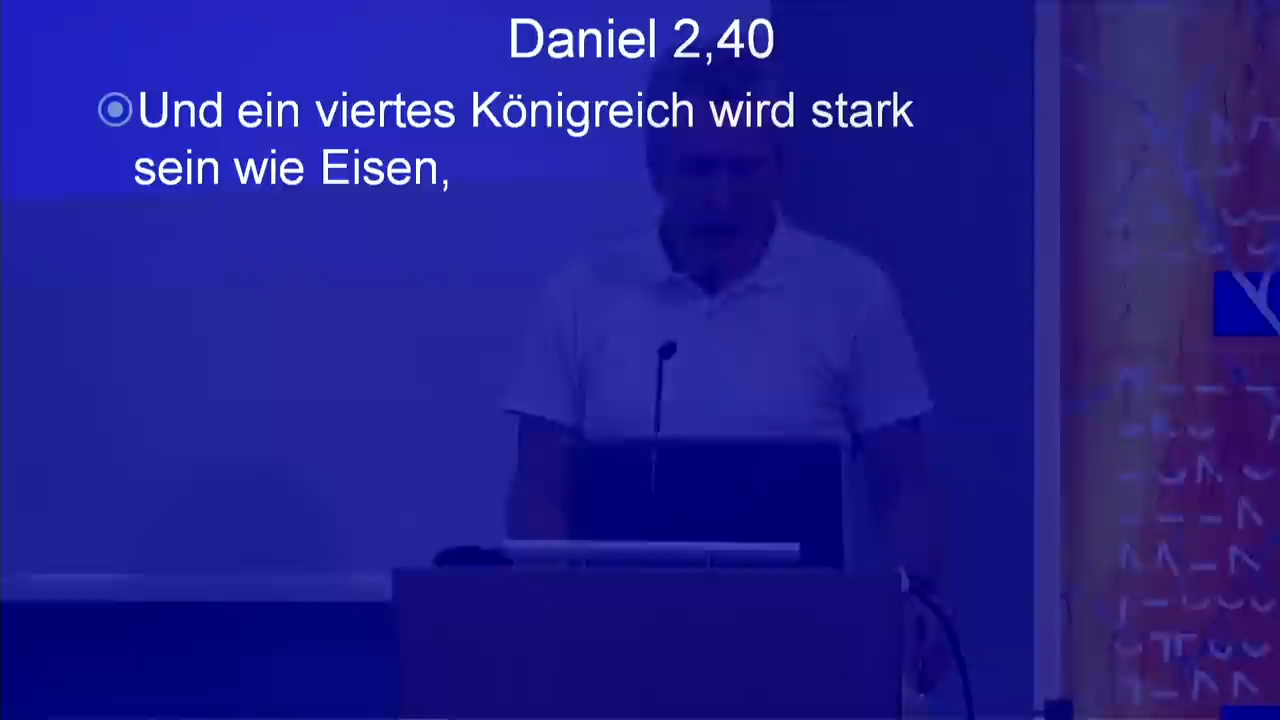 Daniel 2,40
Und ein viertes Königreich wird stark
sein wie Eisen,